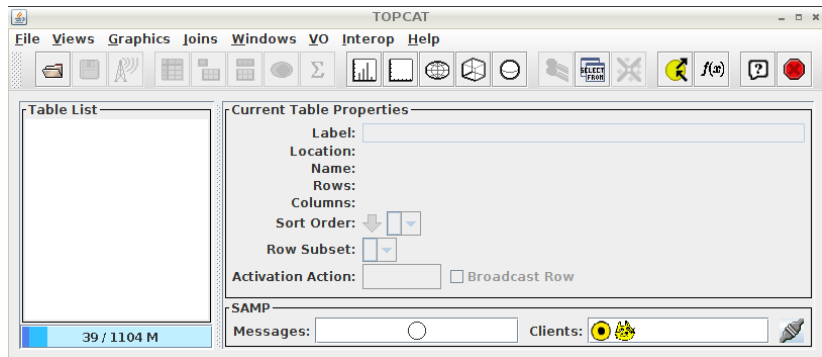 TOPCAT
File Views Graphics Joins Windows VO Interop Help
Σ SELECT FROM f(x) ?
Table List
Current Table Properties
Label:
Location:
Name:
Rows:
Columns:
Sort Order:
Row Subset:
Activation Action: Broadcast Row
SAMP
39 / 1104 M Messages: Clients: